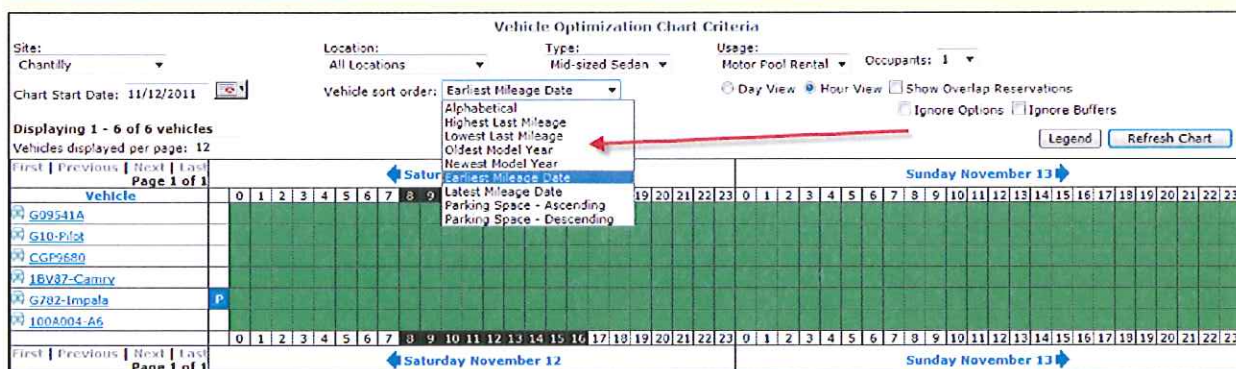 Vehicle Optimization Chart Criteria
Site: Location: Type: Usage:
Chantilly All Locations Mid-sized Sedan Motor Pool Rental Occupants: 1
Chart Start Date: 11/12/2011 Vehicle sort order: Earliest Mileage Date Day View Hour View Show Overlap Reservations
Alphabetical
Highest Last Mileage
Lowest Last Mileage
Oldest Model Year
Newest Model Year
Earliest Mileage Date
Latest Mileage Date
Parking Space - Ascending
Parking Space - Descending
Ignore Options Ignore Buffers
Displaying 1 - 6 of 6 vehicles
Legend Refresh Chart
Vehicles displayed per page: 12
First | Previous | Next | Last
Page 1 of 1
Satur Sunday November 13
Vehicle 0 1 2 3 4 5 6 7 8 9 19 20 21 22 23 0 1 2 3 4 5 6 7 8 9 10 11 12 13 14 15 16 17 18 19 20 21 22 23
G09541A
G10-Pilot
CGP9680
1BV87-Camry
G782-Impala P
100A004-A6
0 1 2 3 4 5 6 7 8 9 10 11 12 13 14 15 16 17 18 19 20 21 22 23 0 1 2 3 4 5 6 7 8 9 10 11 12 13 14 15 16 17 18 19 20 21 22 23
First | Previous | Next | Last
Page 1 of 1
Saturday November 12 Sunday November 13